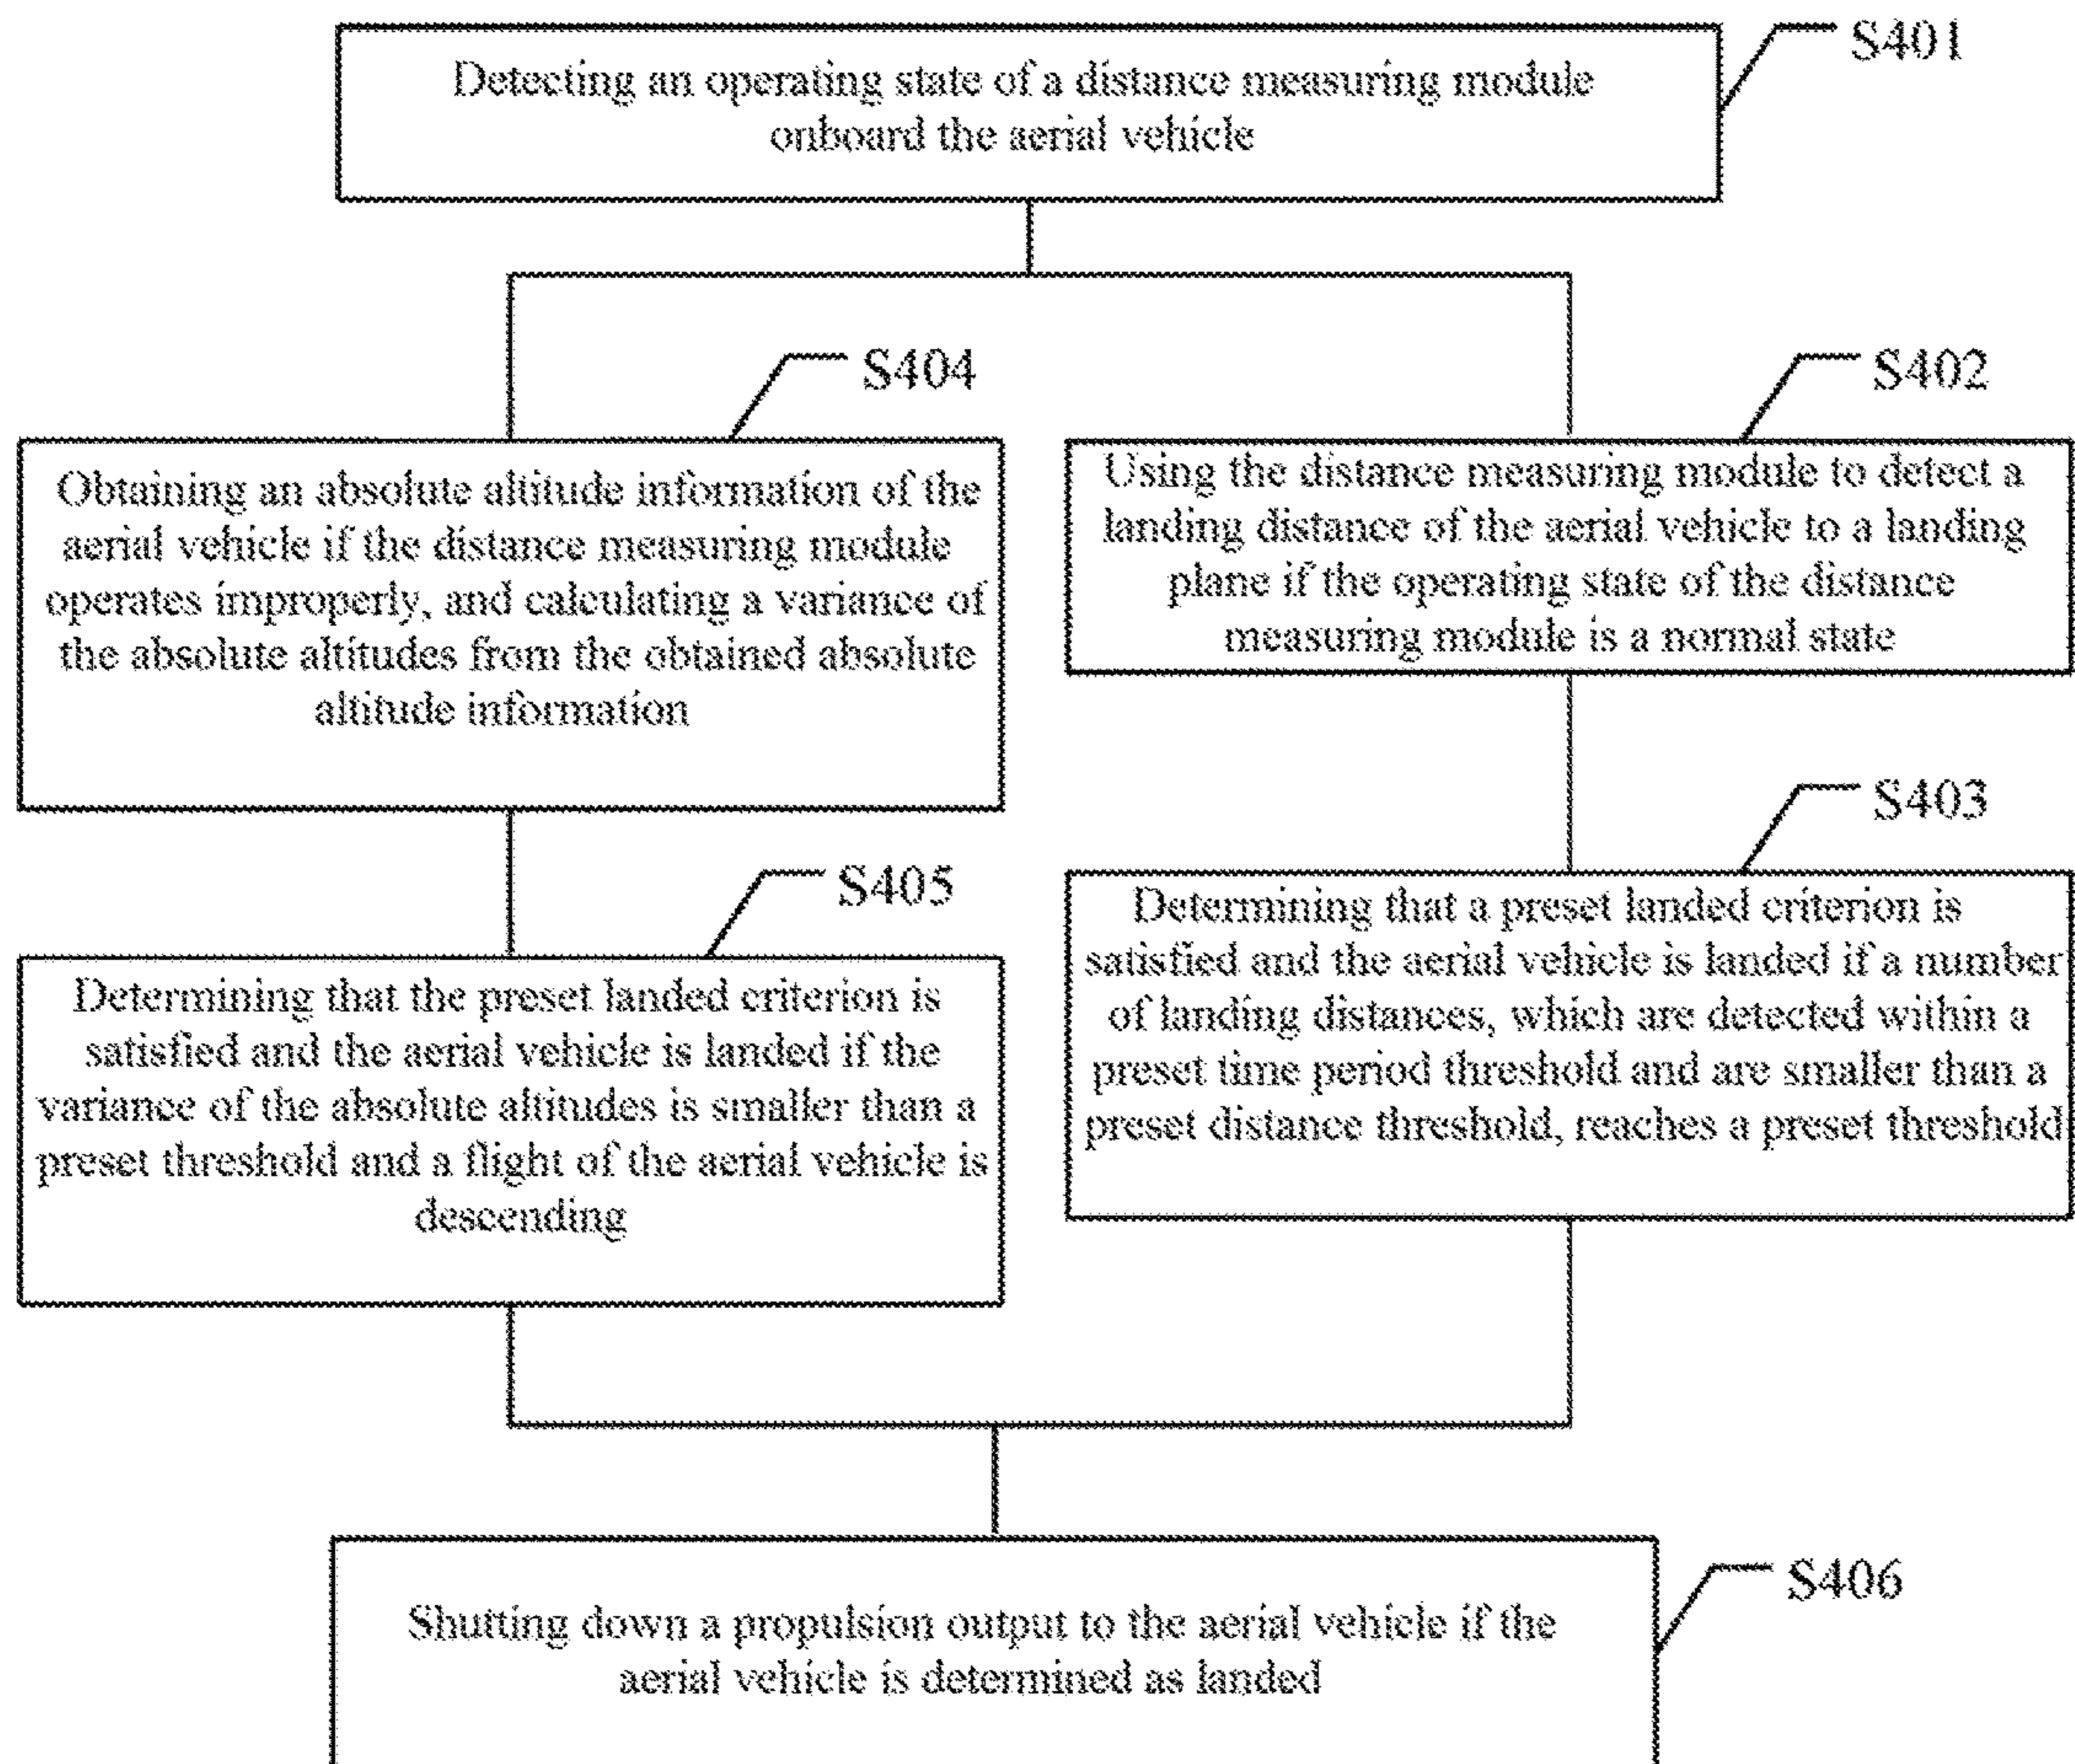 S401
Detecting an operating state of a distance measuring module
onboard the aerial vehicle
S404
Obtaining an absolute altitude information of the
aerial vehicle if the distance measuring module
operates improperly, and calculating a variance of
the absolute altitudes from the obtained absolute
altitude information
S402
Using the distance measuring module to detect a
landing distance of the aerial vehicle to a landing
plane if the operating state of the distance
measuring module is a normal state
S405
Determining that the preset landed criterion is
satisfied and the aerial vehicle is landed if the
variance of the absolute altitudes is smaller than a
preset threshold and a flight of the aerial vehicle is
descending
S403
Determining that a preset landed criterion is
satisfied and the aerial vehicle is landed if a number
of landing distances, which are detected within a
preset time period threshold and are smaller than a
preset distance threshold, reaches a preset threshold
S406
Shutting down a propulsion output to the aerial vehicle if the
aerial vehicle is determined as landed